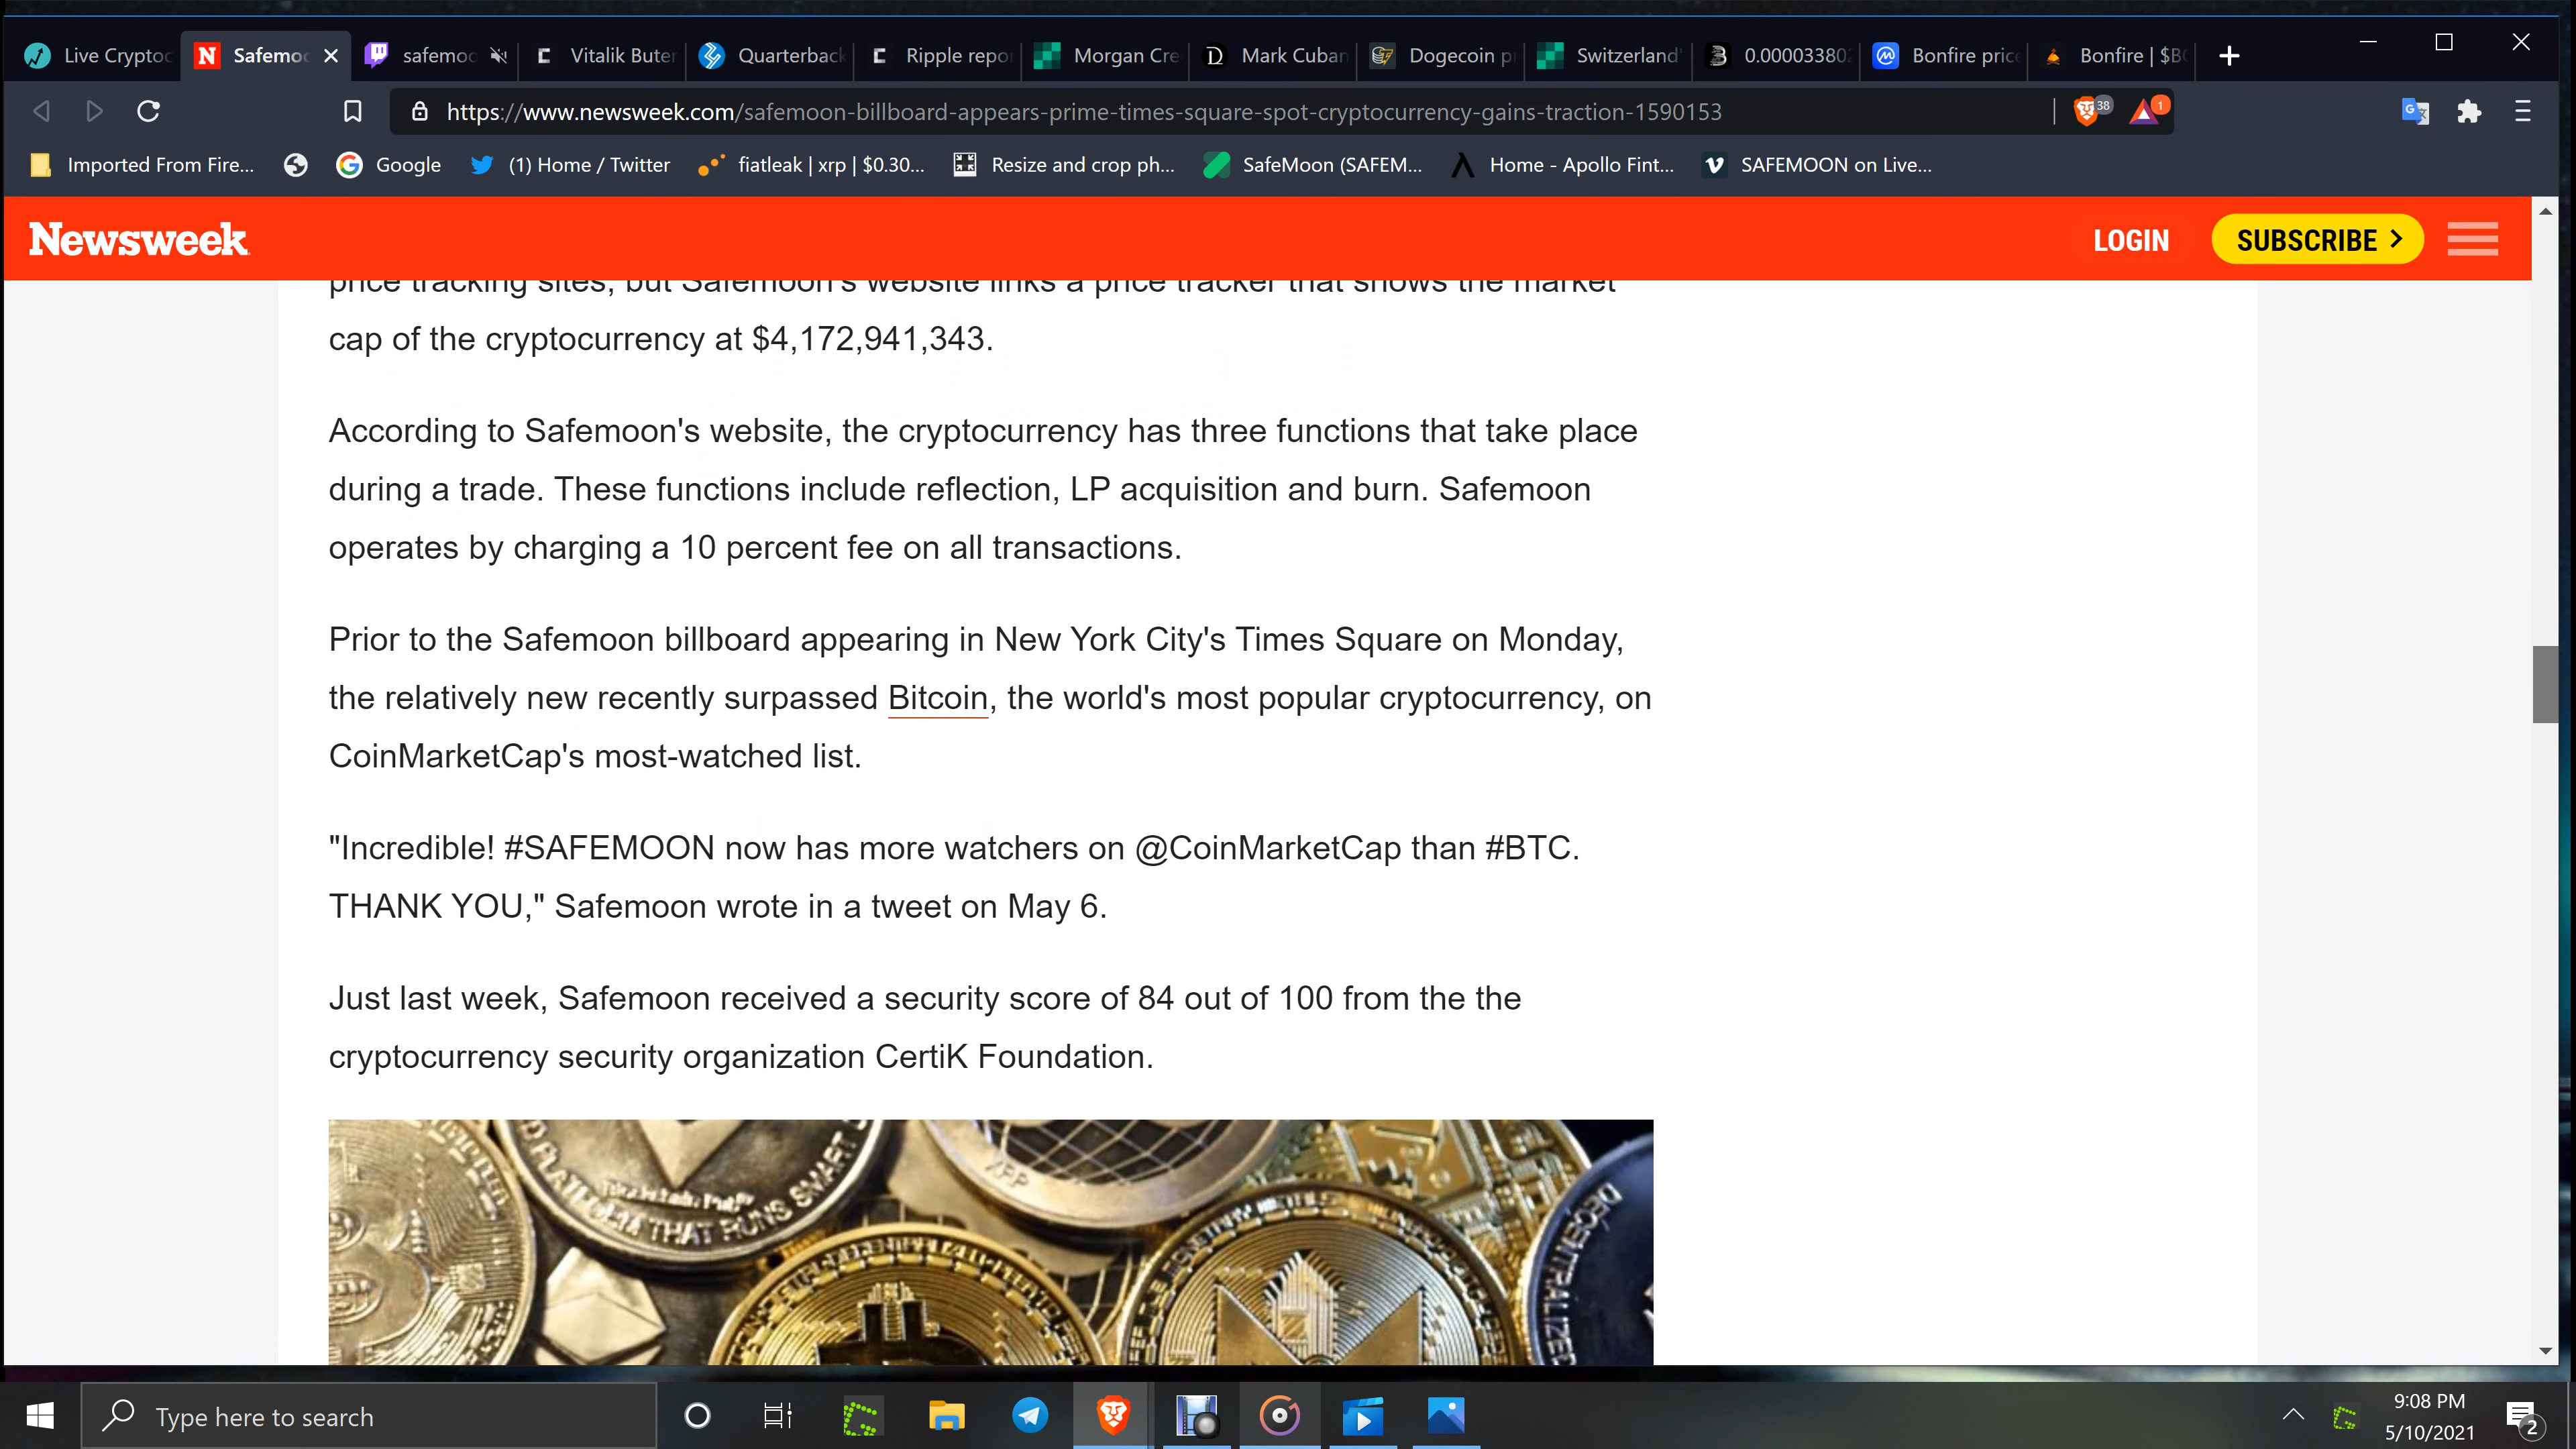 Live Cryptoc
Safemoo
safemoo
Vitalik Buter
Quarterback
Ripple repo
Morgan Cre
Mark Cuban
Dogecoin p
Switzerland'
0.00003380
Bonfire price
Bonfire | $B
https://www.newsweek.com/safemoon-billboard-appears-prime-times-square-spot-cryptocurrency-gains-traction-1590153
38
1
Imported From Fire...
Google
(1) Home / Twitter
fiatleak | xrp | $0.30...
Resize and crop ph...
SafeMoon (SAFEM...
Home - Apollo Fint...
SAFEMOON on Live...
Newsweek
LOGIN
SUBSCRIBE >
price tracking sites, but Safemoon's website links a price tracker that shows the market
cap of the cryptocurrency at $4,172,941,343.
According to Safemoon's website, the cryptocurrency has three functions that take place
during a trade. These functions include reflection, LP acquisition and burn. Safemoon
operates by charging a 10 percent fee on all transactions.
Prior to the Safemoon billboard appearing in New York City's Times Square on Monday,
the relatively new recently surpassed Bitcoin, the world's most popular cryptocurrency, on
CoinMarketCap's most-watched list.
"Incredible! #SAFEMOON now has more watchers on @CoinMarketCap than #BTC.
THANK YOU," Safemoon wrote in a tweet on May 6.
Just last week, Safemoon received a security score of 84 out of 100 from the the
cryptocurrency security organization CertiK Foundation.
THAT RUNS SMART
XRP
DECENTRALIZED
Type here to search
9:08 PM
5/10/2021
2